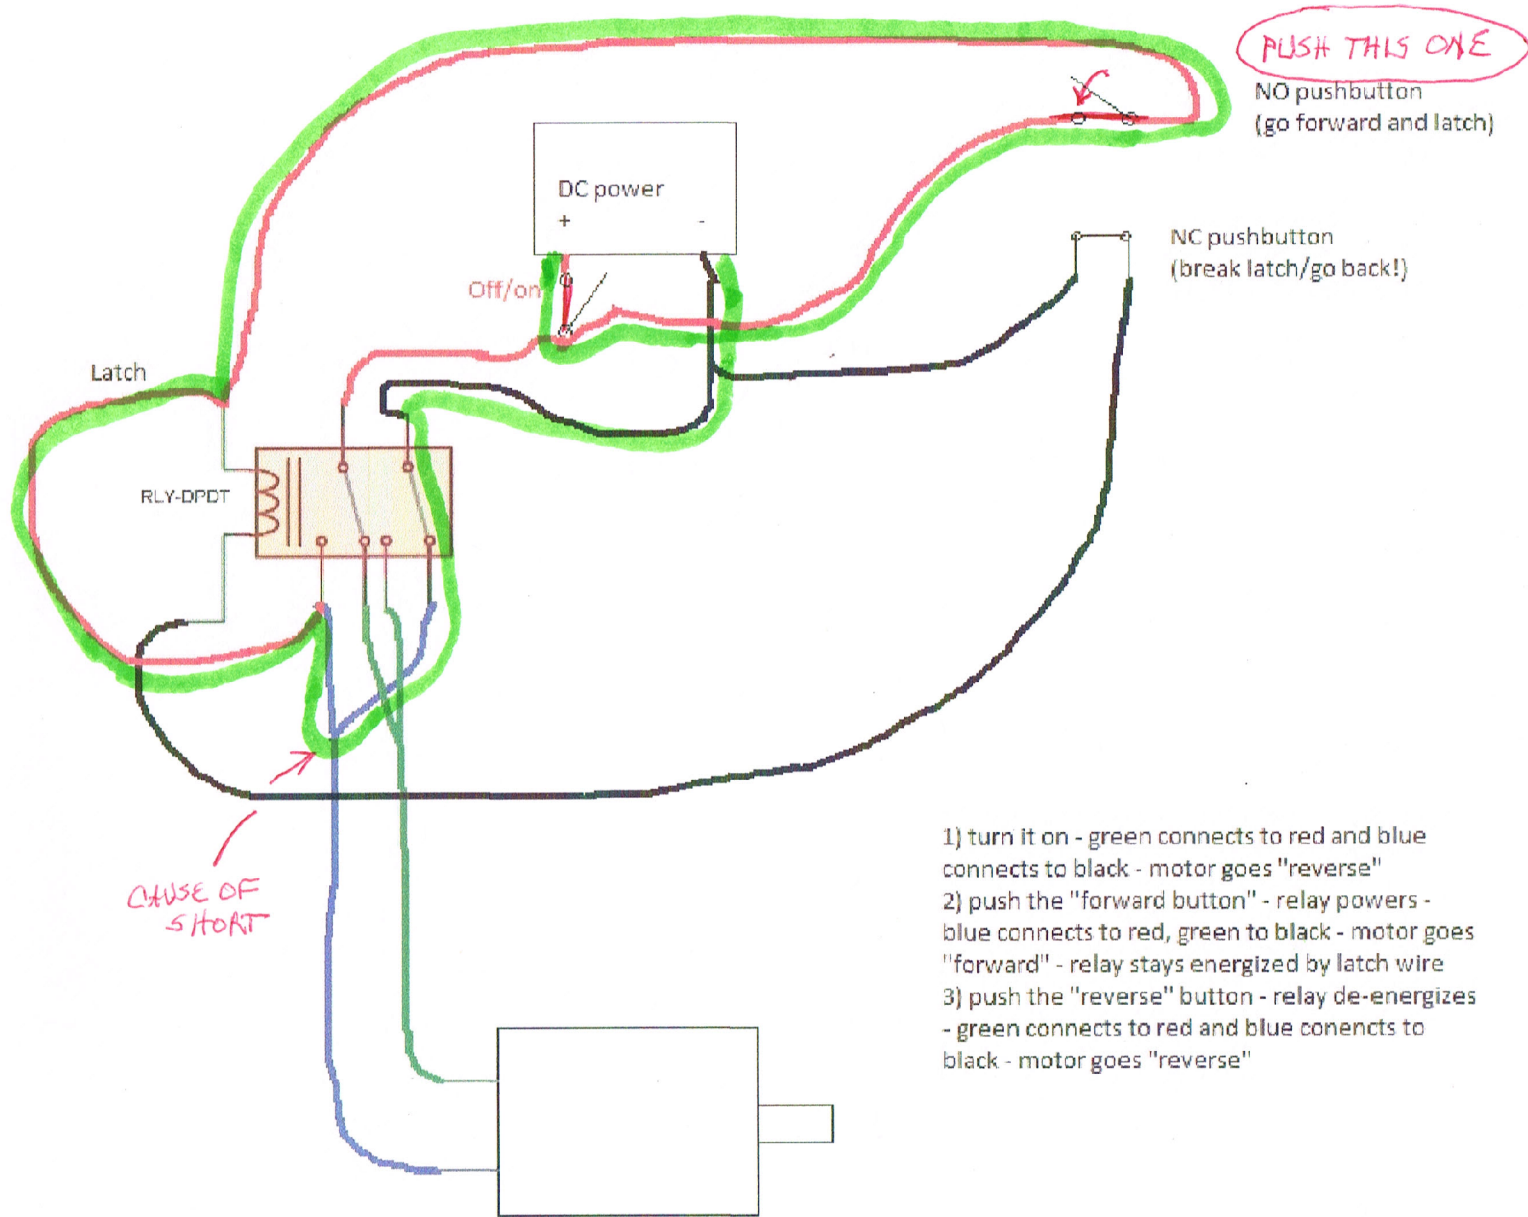 PUSH THIS ONE
NO pushbutton
(go forward and latch)
DC power
+ -
NC pushbutton
(break latch/go back!)
Off/on
Latch
RLY-DPDT
CAUSE OF
SHORT
1) turn it on - green connects to red and blue
connects to black - motor goes "reverse"
2) push the "forward button" - relay powers -
blue connects to red, green to black - motor goes
"forward" - relay stays energized by latch wire
3) push the "reverse" button - relay de-energizes
- green connects to red and blue conencts to
black - motor goes "reverse"